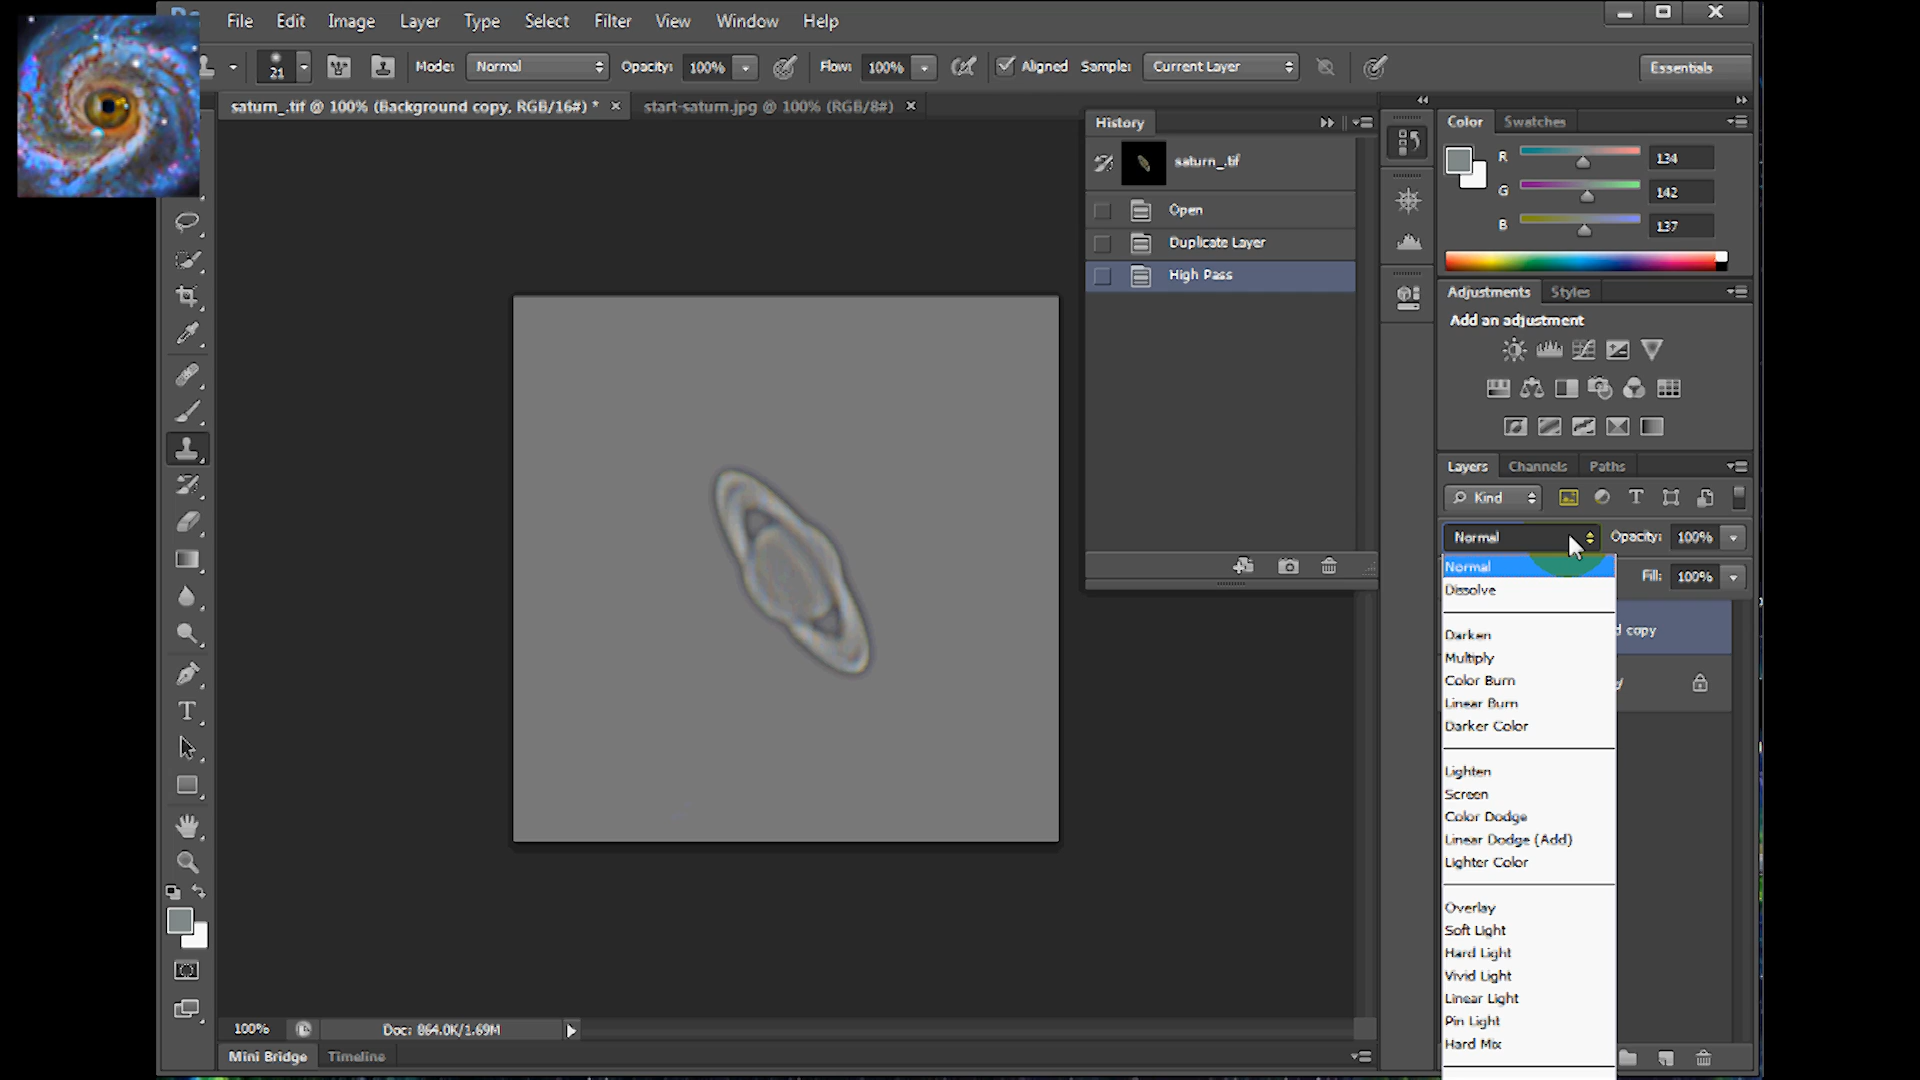 File Edit Image Layer Type Select Filter View Window Help
21 Mode: Normal Opacity: 100% Flow: 100% Aligned Sample: Current Layer Essentials
saturn_.tif @ 100% (Background copy, RGB/16#) * × start-saturn.jpg @ 100% (RGB/8#) ×
History
saturn_.tif
Open
Duplicate Layer
High Pass
Color Swatches
R 134
G 142
B 137
Adjustments Styles
Add an adjustment
Layers Channels Paths
Kind
Normal Opacity: 100%
Fill: 100%
d copy
Normal
Dissolve
Darken
Multiply
Color Burn
Linear Burn
Darker Color
Lighten
Screen
Color Dodge
Linear Dodge (Add)
Lighter Color
Overlay
Soft Light
Hard Light
Vivid Light
Linear Light
Pin Light
Hard Mix
100% Doc: 864.0K/1.69M
Mini Bridge Timeline